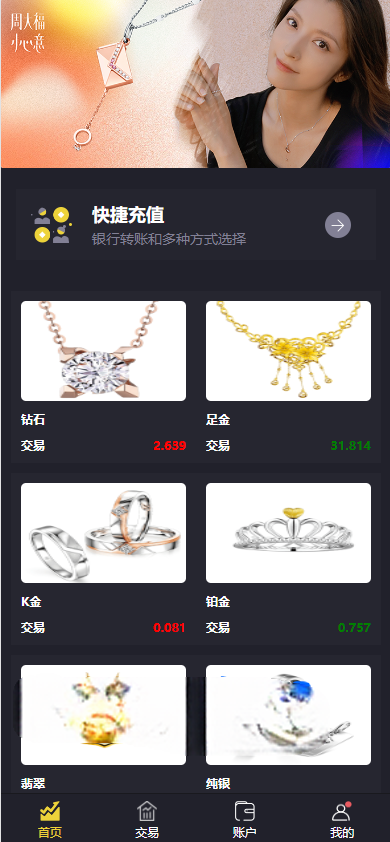 周大福
小心意
快捷充值
银行转账和多种方式选择
钻石
交易 2.639
足金
交易 31.814
K金
交易 0.081
铂金
交易 0.757
翡翠
纯银
首页
交易
账户
我的